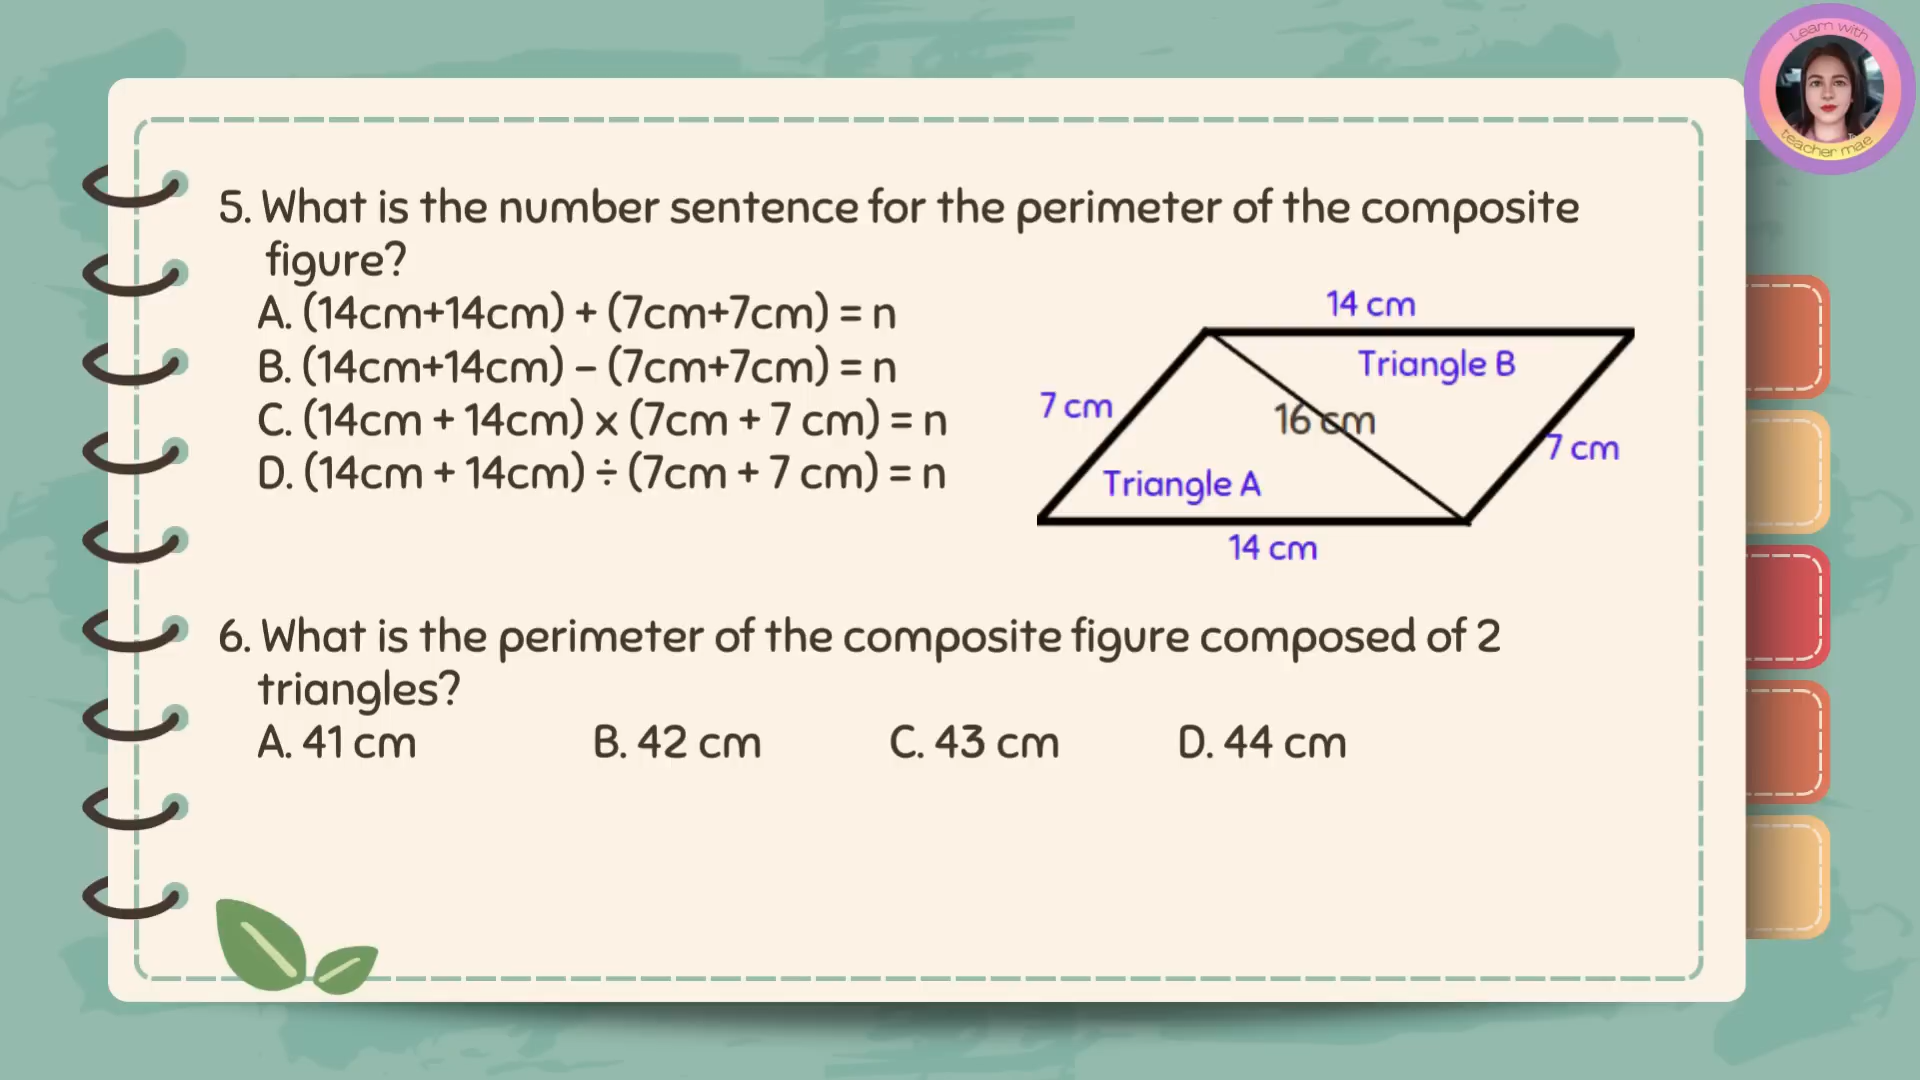 Learn with
teacher mae
5. What is the number sentence for the perimeter of the composite
figure?
A. (14cm+14cm) + (7cm+7cm) = n
B. (14cm+14cm) – (7cm+7cm) = n
C. (14cm + 14cm) x (7cm + 7 cm) = n
D. (14cm + 14cm) ÷ (7cm + 7 cm) = n
14 cm
Triangle B
7 cm
16 cm
7 cm
Triangle A
14 cm
6. What is the perimeter of the composite figure composed of 2
triangles?
A. 41 cm B. 42 cm C. 43 cm D. 44 cm